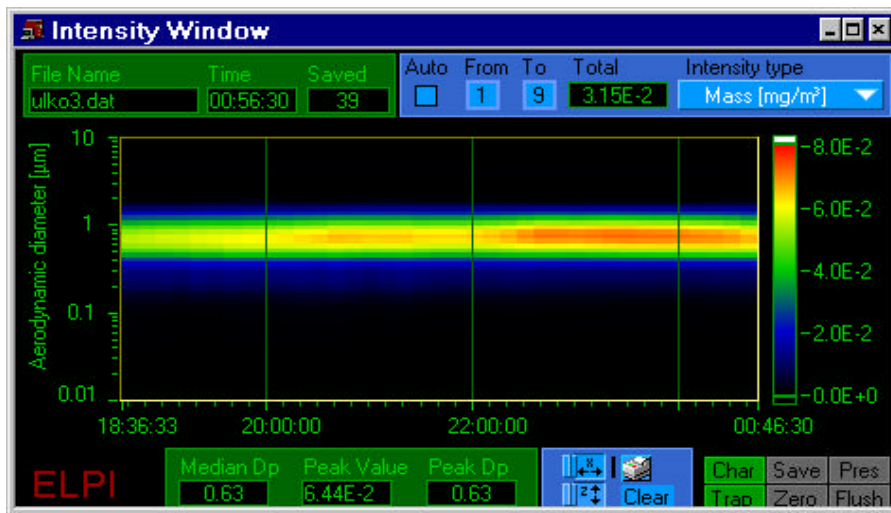 Intensity Window
File Name Time Saved Auto From To Total Intensity type
ulko3.dat 00:56:30 39 1 9 3.15E-2 Mass [mg/m³]
Aerodynamic diameter [µm]
10
1
0.1
0.01
8.0E-2
6.0E-2
4.0E-2
2.0E-2
0.0E+0
18:36:33 20:00:00 22:00:00 00:46:30
ELPI
Median Dp Peak Value Peak Dp
0.63 6.44E-2 0.63
X
Z
Clear
Char Save Pres
Trap Zero Flush